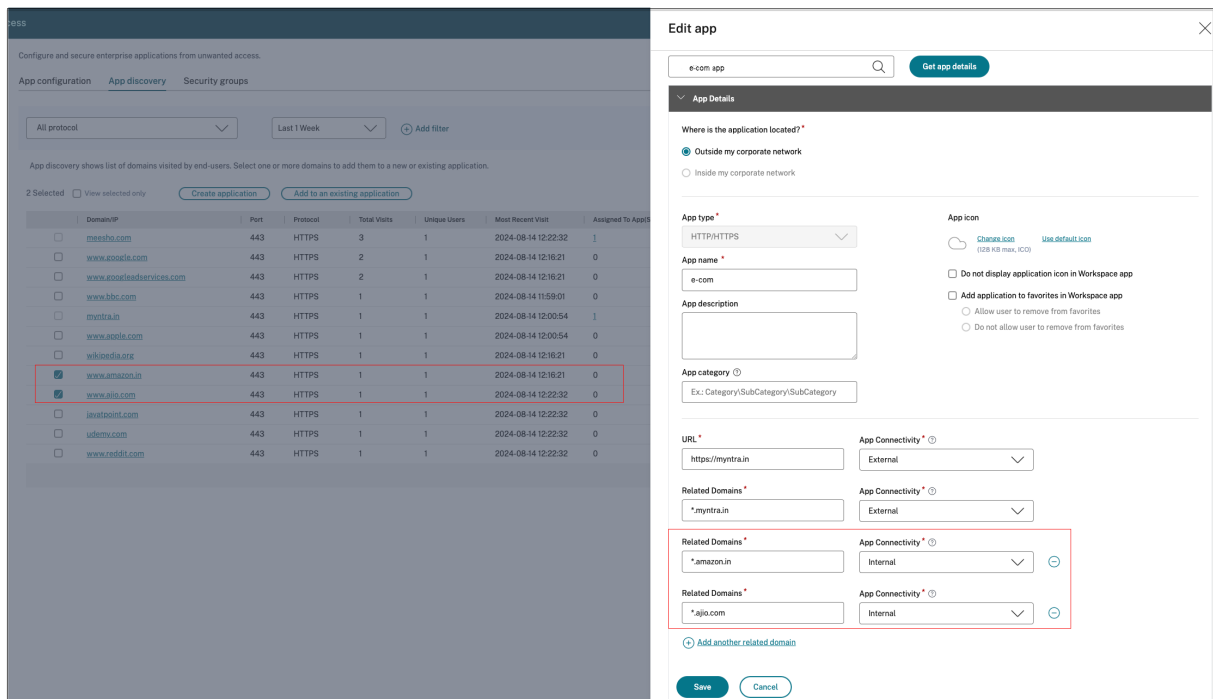 cess
Configure and secure enterprise applications from unwanted access.
App configuration App discovery Security groups
All protocol Last 1 Week Add filter
App discovery shows list of domains visited by end-users. Select one or more domains to add them to a new or existing application.
2 Selected View selected only Create application Add to an existing application
Domain/IP Port Protocol Total Visits Unique Users Most Recent Visit Assigned To App(S
meesho.com 443 HTTPS 3 1 2024-08-14 12:22:32 1
www.google.com 443 HTTPS 2 1 2024-08-14 12:16:21 0
www.googleadservices.com 443 HTTPS 2 1 2024-08-14 12:16:21 0
www.bbc.com 443 HTTPS 1 1 2024-08-14 11:59:01 0
myntra.in 443 HTTPS 1 1 2024-08-14 12:00:54 1
www.apple.com 443 HTTPS 1 1 2024-08-14 12:00:54 0
wikipedia.org 443 HTTPS 1 1 2024-08-14 12:16:21 0
www.amazon.in 443 HTTPS 1 1 2024-08-14 12:16:21 0
www.ajio.com 443 HTTPS 1 1 2024-08-14 12:22:32 0
javatpoint.com 443 HTTPS 1 1 2024-08-14 12:22:32 0
udemy.com 443 HTTPS 1 1 2024-08-14 12:22:32 0
www.reddit.com 443 HTTPS 1 1 2024-08-14 12:22:32 0
Edit app
e-com app Get app details
App Details
Where is the application located? *
Outside my corporate network
Inside my corporate network
App type * App icon
HTTP/HTTPS Change icon Use default icon
(128 KB max, ICO)
App name *
e-com Do not display application icon in Workspace app
App description Add application to favorites in Workspace app
Allow user to remove from favorites
Do not allow user to remove from favorites
App category ?
Ex.: Category\SubCategory\SubCategory
URL * App Connectivity * ?
https://myntra.in External
Related Domains * App Connectivity * ?
*.myntra.in External
Related Domains * App Connectivity * ?
*.amazon.in Internal
Related Domains * App Connectivity * ?
*.ajio.com Internal
Add another related domain
Save Cancel